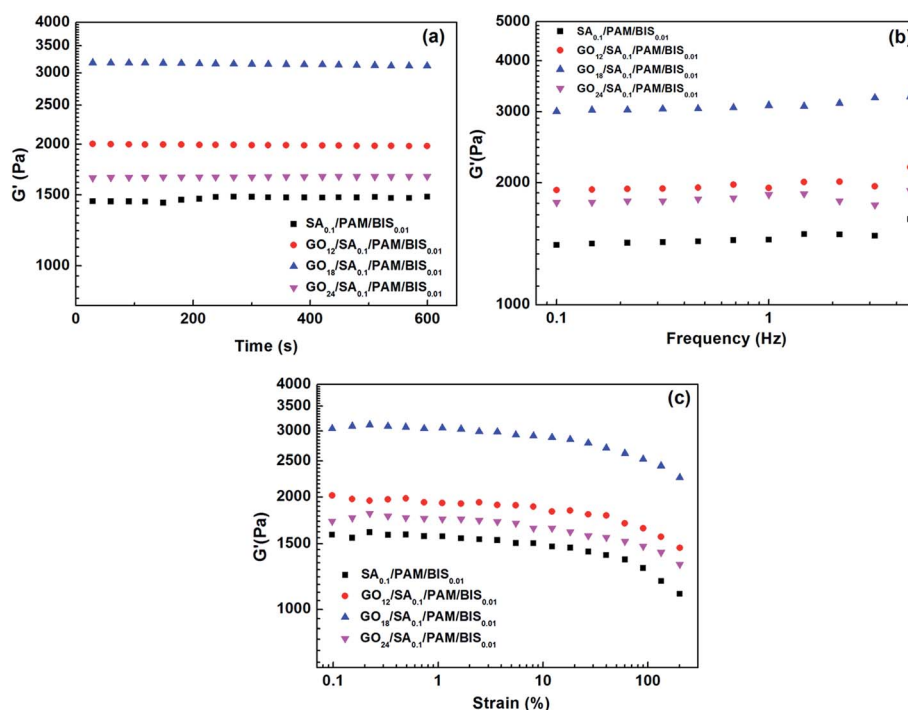 (a)
4000
3500
3000
2500
2000
1500
1000
G' (Pa)
SA0.1/PAM/BIS0.01
GO12/SA0.1/PAM/BIS0.01
GO18/SA0.1/PAM/BIS0.01
GO24/SA0.1/PAM/BIS0.01
0 200 400 600
Time (s)
(b)
5000
4000
3000
2000
1000
G'(Pa)
SA0.1/PAM/BIS0.01
GO12/SA0.1/PAM/BIS0.01
GO18/SA0.1/PAM/BIS0.01
GO24/SA0.1/PAM/BIS0.01
0.1 1
Frequency (Hz)
(c)
4000
3500
3000
2500
2000
1500
1000
G'(Pa)
SA0.1/PAM/BIS0.01
GO12/SA0.1/PAM/BIS0.01
GO18/SA0.1/PAM/BIS0.01
GO24/SA0.1/PAM/BIS0.01
0.1 1 10 100
Strain (%)